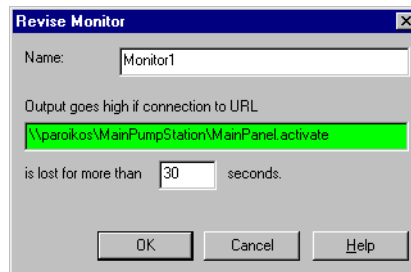 Revise Monitor
Name: Monitor1
Output goes high if connection to URL
\\paroikos\MainPumpStation\MainPanel.activate
is lost for more than 30 seconds.
OK Cancel Help